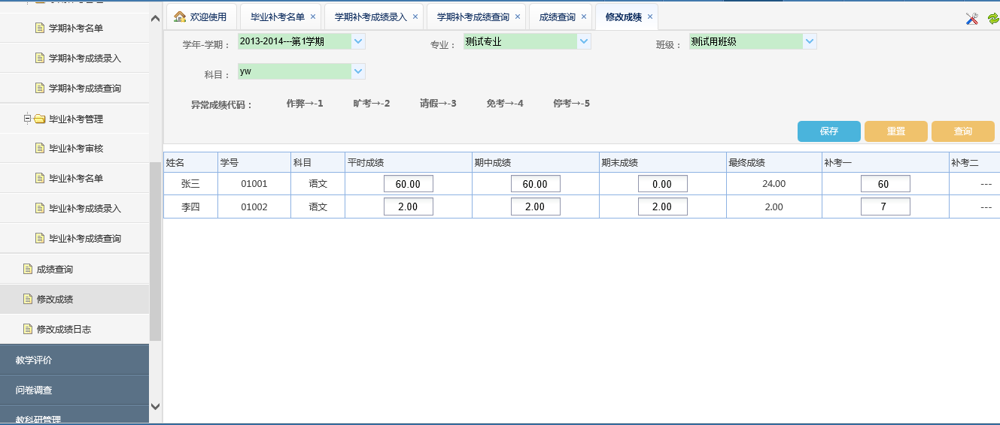 学期补考名单
学期补考成绩录入
学期补考成绩查询
毕业补考管理
毕业补考审核
毕业补考名单
毕业补考成绩录入
毕业补考成绩查询
成绩查询
修改成绩
修改成绩日志
教学评价
问卷调查
教科研管理
欢迎使用 毕业补考名单 × 学期补考成绩录入 × 学期补考成绩查询 × 成绩查询 × 修改成绩 ×
学年-学期： 2013-2014---第1学期 专业： 测试专业 班级： 测试用班级
科目： yw
异常成绩代码： 作弊→-1 旷考→-2 请假→-3 免考→-4 停考→-5
保存 重置 查询
姓名 学号 科目 平时成绩 期中成绩 期末成绩 最终成绩 补考一 补考二
张三 01001 语文 60.00 60.00 0.00 24.00 60 ---
李四 01002 语文 2.00 2.00 2.00 2.00 7 ---